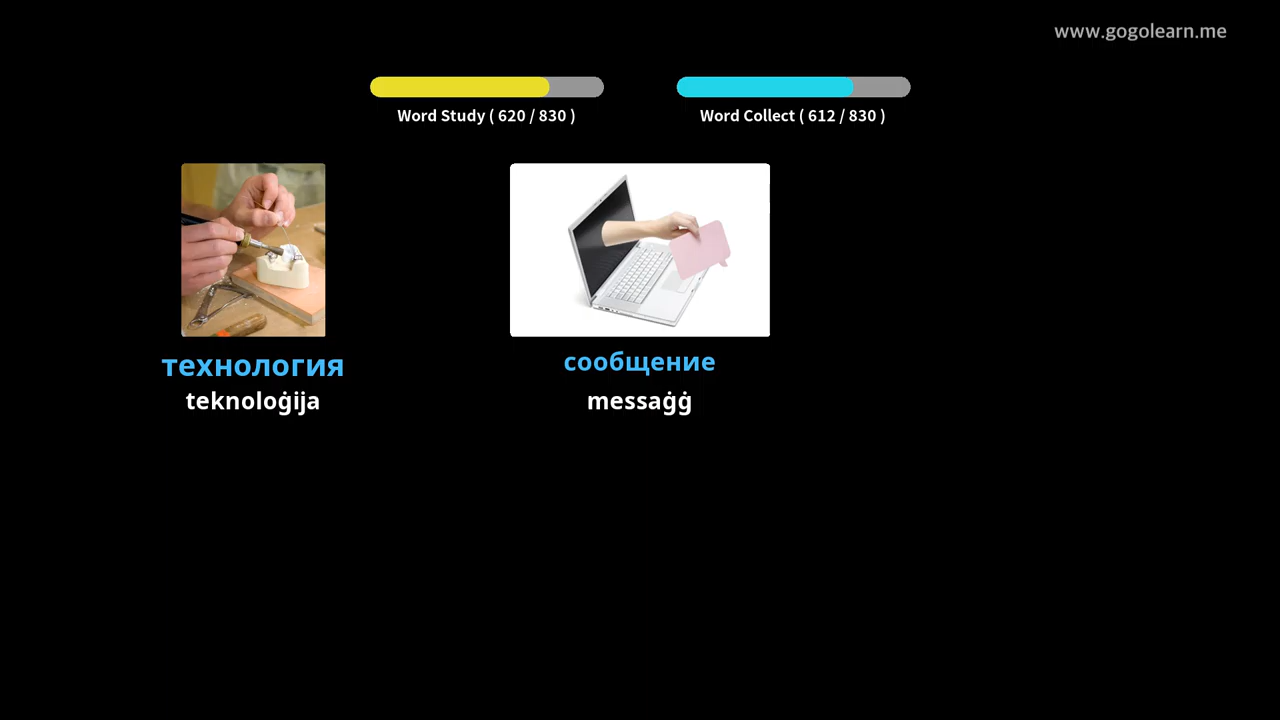 www.gogolearn.me
Word Study ( 620 / 830 )
Word Collect ( 612 / 830 )
технология
teknoloġija
сообщение
messaġġ